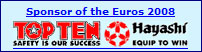 Sponsor of the Euros 2008
TOP TEN Hayashi
SAFETY IS OUR SUCCESS EQUIP TO WIN